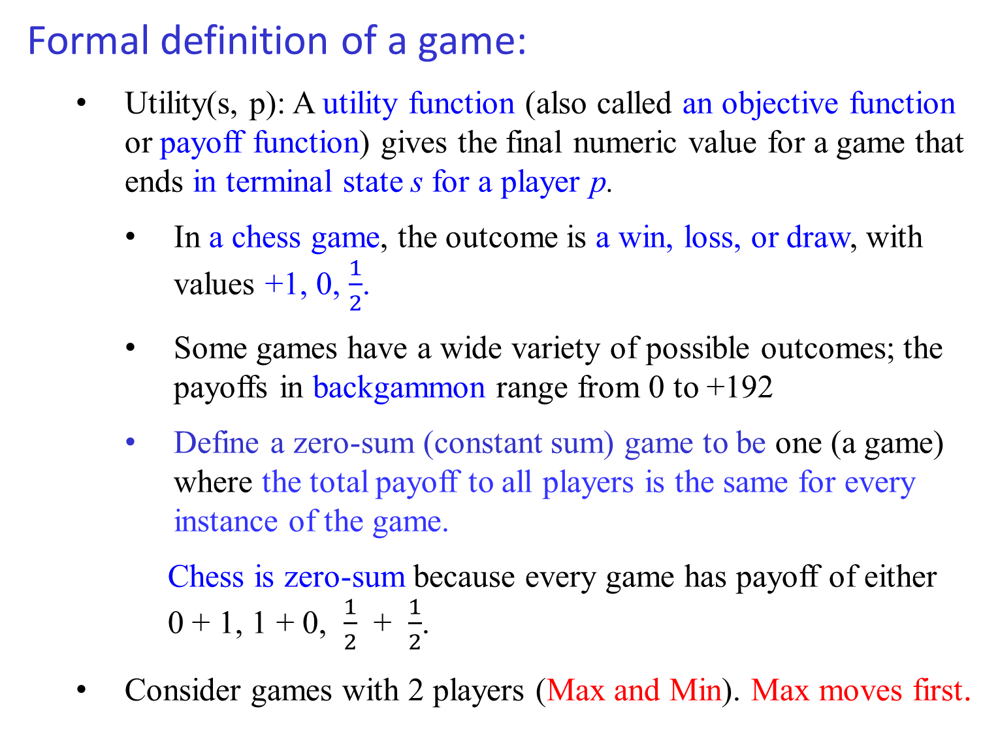 Formal definition of a game:
• Utility(s, p): A utility function (also called an objective function
or payoff function) gives the final numeric value for a game that
ends in terminal state s for a player p.
• In a chess game, the outcome is a win, loss, or draw, with
values +1, 0, 1/2.
• Some games have a wide variety of possible outcomes; the
payoffs in backgammon range from 0 to +192
• Define a zero-sum (constant sum) game to be one (a game)
where the total payoff to all players is the same for every
instance of the game.
Chess is zero-sum because every game has payoff of either
0 + 1, 1 + 0, 1/2 + 1/2.
• Consider games with 2 players (Max and Min). Max moves first.